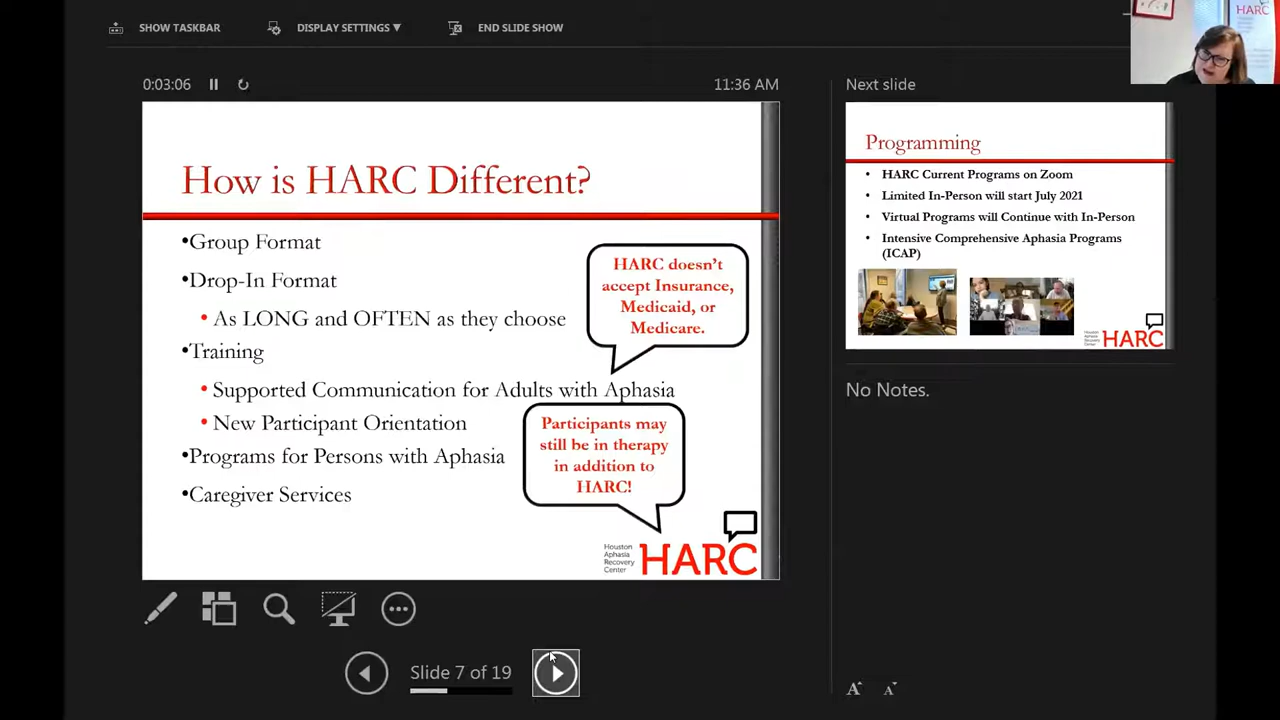 SHOW TASKBAR
DISPLAY SETTINGS ▼
END SLIDE SHOW
HARC
0:03:06
11:36 AM
How is HARC Different?
•Group Format
•Drop-In Format
• As LONG and OFTEN as they choose
•Training
• Supported Communication for Adults with Aphasia
• New Participant Orientation
•Programs for Persons with Aphasia
•Caregiver Services
HARC doesn't
accept Insurance,
Medicaid, or
Medicare.
Participants may
still be in therapy
in addition to
HARC!
Houston
Aphasia
Recovery
Center
HARC
Next slide
Programming
• HARC Current Programs on Zoom
• Limited In-Person will start July 2021
• Virtual Programs will Continue with In-Person
• Intensive Comprehensive Aphasia Programs
(ICAP)
HARC
No Notes.
Slide 7 of 19
A A